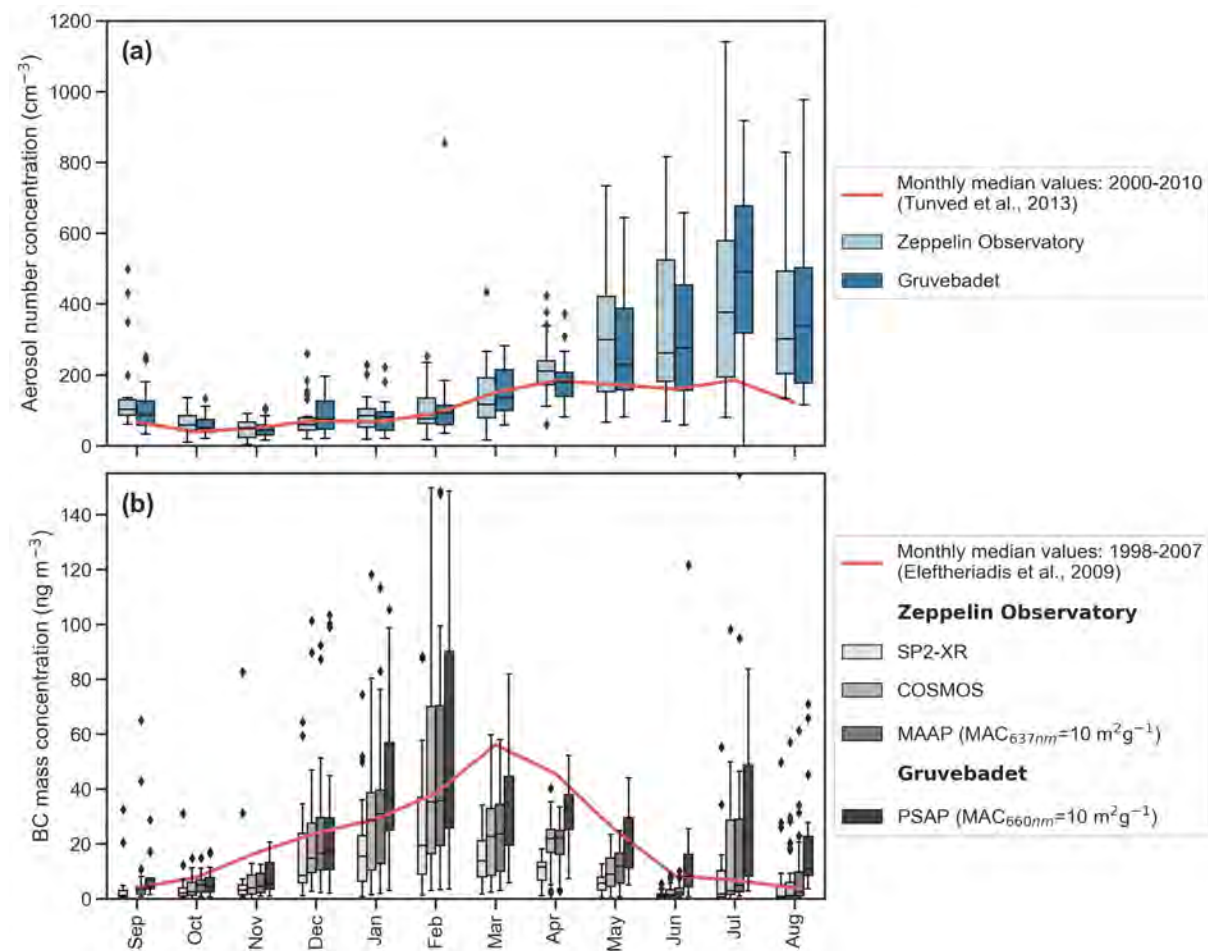 (a)
Aerosol number concentration (cm⁻³)
1200
1000
800
600
400
200
0
Monthly median values: 2000-2010
(Tunved et al., 2013)
Zeppelin Observatory
Gruvebadet
(b)
BC mass concentration (ng m⁻³)
140
120
100
80
60
40
20
0
Sep
Oct
Nov
Dec
Jan
Feb
Mar
Apr
May
Jun
Jul
Aug
Monthly median values: 1998-2007
(Eleftheriadis et al., 2009)
Zeppelin Observatory
SP2-XR
COSMOS
MAAP (MAC₆₃₇ₙₘ=10 m²g⁻¹)
Gruvebadet
PSAP (MAC₆₆₀ₙₘ=10 m²g⁻¹)